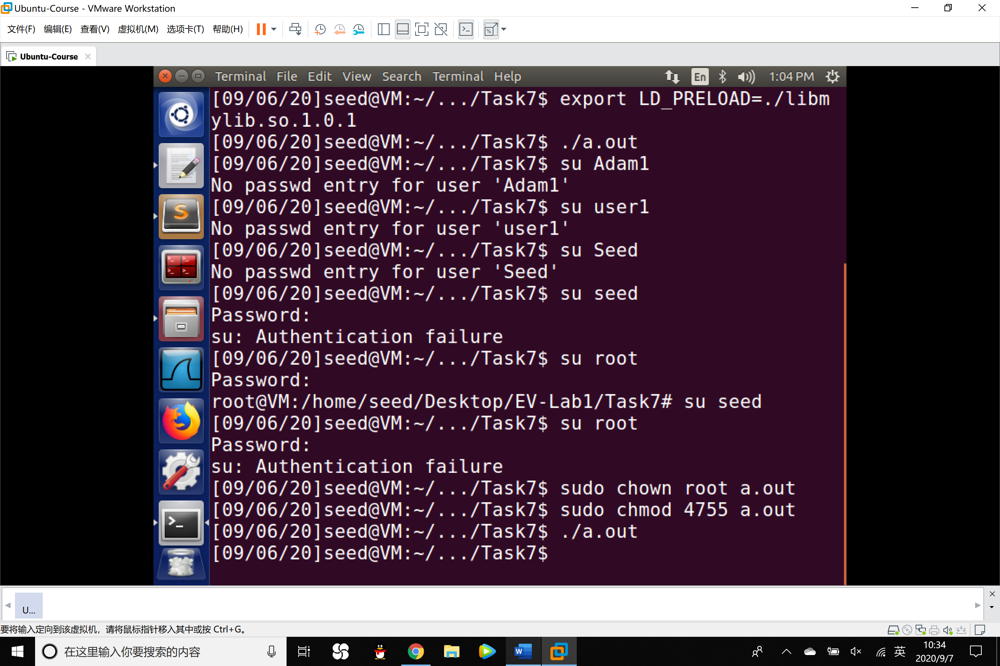 Ubuntu-Course - VMware Workstation
文件(F) 编辑(E) 查看(V) 虚拟机(M) 选项卡(T) 帮助(H)
Ubuntu-Course
Terminal File Edit View Search Terminal Help En 1:04 PM
[09/06/20]seed@VM:~/.../Task7$ export LD_PRELOAD=./libm
ylib.so.1.0.1
[09/06/20]seed@VM:~/.../Task7$ ./a.out
[09/06/20]seed@VM:~/.../Task7$ su Adam1
No passwd entry for user 'Adam1'
[09/06/20]seed@VM:~/.../Task7$ su user1
No passwd entry for user 'user1'
[09/06/20]seed@VM:~/.../Task7$ su Seed
No passwd entry for user 'Seed'
[09/06/20]seed@VM:~/.../Task7$ su seed
Password:
su: Authentication failure
[09/06/20]seed@VM:~/.../Task7$ su root
Password:
root@VM:/home/seed/Desktop/EV-Lab1/Task7# su seed
[09/06/20]seed@VM:~/.../Task7$ su root
Password:
su: Authentication failure
[09/06/20]seed@VM:~/.../Task7$ sudo chown root a.out
[09/06/20]seed@VM:~/.../Task7$ sudo chmod 4755 a.out
[09/06/20]seed@VM:~/.../Task7$ ./a.out
[09/06/20]seed@VM:~/.../Task7$
U...
要将输入定向到该虚拟机，请将鼠标指针移入其中或按 Ctrl+G。
在这里输入你要搜索的内容
英
10:34
2020/9/7